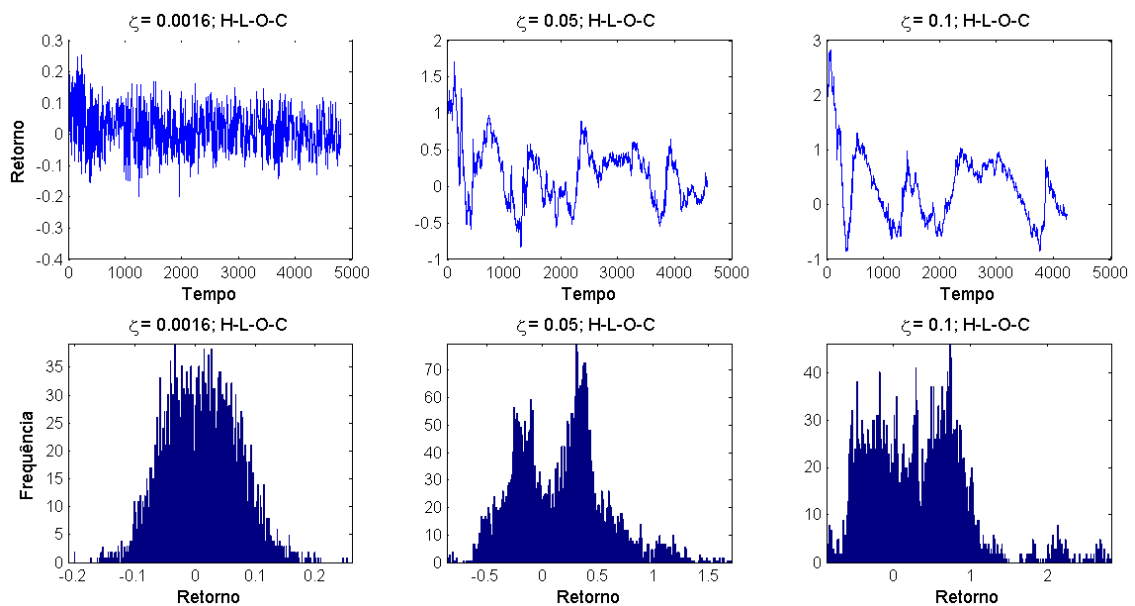 ζ = 0.0016; H-L-O-C
0.3
0.2
0.1
0
-0.1
-0.2
-0.3
-0.4
Retorno
0 1000 2000 3000 4000 5000
Tempo
ζ = 0.05; H-L-O-C
2
1.5
1
0.5
0
-0.5
-1
0 1000 2000 3000 4000 5000
Tempo
ζ = 0.1; H-L-O-C
3
2
1
0
-1
0 1000 2000 3000 4000 5000
Tempo
ζ = 0.0016; H-L-O-C
35
30
25
20
15
10
5
0
Frequência
-0.2 -0.1 0 0.1 0.2
Retorno
ζ = 0.05; H-L-O-C
70
60
50
40
30
20
10
0
-0.5 0 0.5 1 1.5
Retorno
ζ = 0.1; H-L-O-C
40
30
20
10
0
0 1 2
Retorno